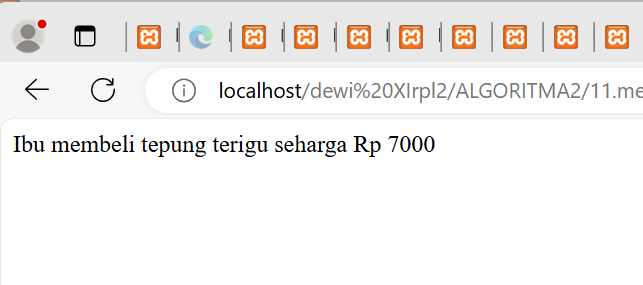 localhost/dewi%20XIrpl2/ALGORITMA2/11.me
Ibu membeli tepung terigu seharga Rp 7000